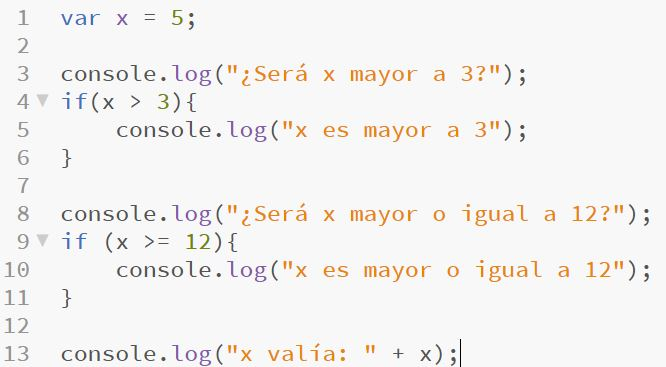 1 var x = 5;
2
3 console.log("¿Será x mayor a 3?");
4 if(x > 3){
5 console.log("x es mayor a 3");
6 }
7
8 console.log("¿Será x mayor o igual a 12?");
9 if (x >= 12){
10 console.log("x es mayor o igual a 12");
11 }
12
13 console.log("x valía: " + x);